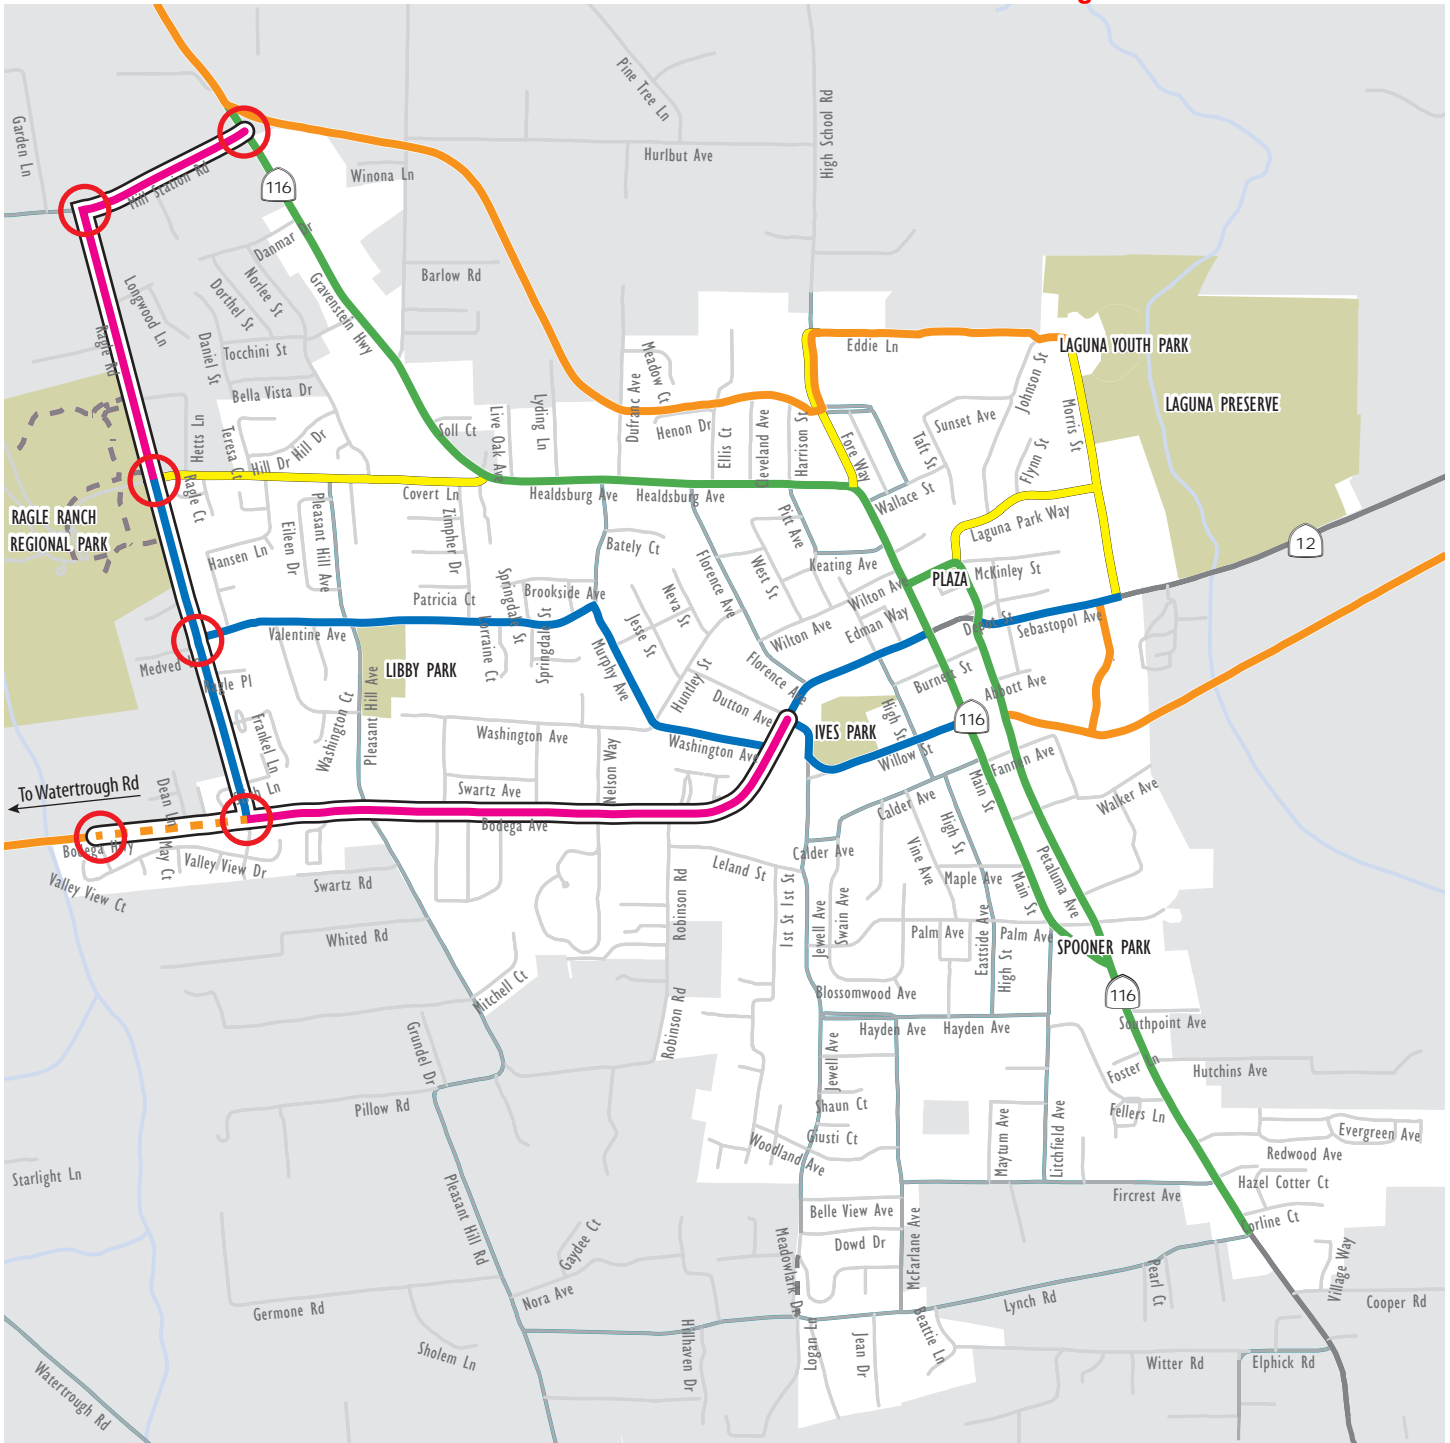 g
Pine Tree Ln
High School Rd
Garden Ln
Hurlbut Ave
Winona Ln
Mill Station Rd
116
Danmar Dr
Norlee St
Barlow Rd
Dorthel St
Longwood Ln
Gravenstein Hwy
Ragle Rd
Daniel St
Tocchini St
Bella Vista Dr
Eddie Ln
LAGUNA YOUTH PARK
Meadow Ct
Johnson St
LAGUNA PRESERVE
Dufranc Ave
Lyding Ln
Live Oak Ave
Soll Ct
Henon Dr
Ellis Ct
Cleveland Ave
Harrison St
Sunset Ave
Morris St
Hetts Ln
Teresa Ct
Hill Dr
Hill Dr
Fore Way
Taft St
Flynn St
Ragle Ct
Covert Ln
Healdsburg Ave
Healdsburg Ave
Wallace St
RAGLE RANCH
REGIONAL PARK
Pleasant Hill Ave
Zimpher Dr
Pitt Ave
Laguna Park Way
12
Eileen Dr
Hansen Ln
Bately Ct
Florence Ave
West St
Keating Ave
PLAZA
McKinley St
Patricia Ct
Springdale St
Brookside Ave
Neva St
Wilton Ave
Jesse St
Lorraine Ct
Springdale St
Valentine Ave
Wilton Ave
Edman Way
Depot St
Sebastopol Ave
LIBBY PARK
Murphy Ave
Medved Ln
Ragle Pl
Huntley St
Florence Ave
Burnett St
Abbott Ave
Dutton Ave
Pleasant Hill Ave
Washington Ct
Frankel Ln
Washington Ave
Washington Ave
IVES PARK
High St
116
Willow St
Nelson Way
Fannen Ave
To Watertrough Rd
Swartz Ave
Main St
Walker Ave
Calder Ave
Dean Ln
Bodega Ave
High St
Bodega Hwy
May Ct
Valley View Dr
Calder Ave
Vine Ave
Petaluma Ave
Leland St
Maple Ave
Main St
Valley View Ct
Swartz Rd
Robinson Rd
1st St
1st St
Jewell Ave
Swain Ave
Whited Rd
Palm Ave
Eastside Ave
Palm Ave
High St
SPOONER PARK
Mitchell Ct
Blossomwood Ave
116
Robinson Rd
Hayden Ave
Hayden Ave
Southpoint Ave
Grundel Dr
Jewell Ave
Foster Ln
Hutchins Ave
Pillow Rd
Shaun Ct
Fellers Ln
Giusti Ct
Maytum Ave
Litchfield Ave
Evergreen Ave
Woodland Ave
Redwood Ave
Starlight Ln
Hazel Cotter Ct
Fircrest Ave
Pleasant Hill Rd
Belle View Ave
McFarlane Ave
Corline Ct
Gaydee Ct
Meadowlark Dr
Dowd Dr
Village Way
Pearl Ct
Nora Ave
Germone Rd
Lynch Rd
Cooper Rd
Hillhaven Dr
Logan Ln
Jean Dr
Beattie Ln
Sholem Ln
Witter Rd
Elphick Rd
Watertrough Rd